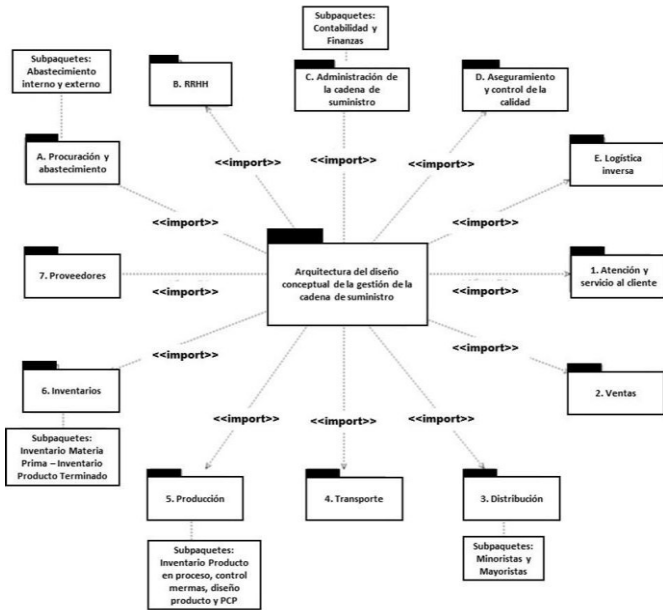 Subpaquetes:
Contabilidad y
Finanzas
Subpaquetes:
Abastecimiento
interno y externo
B. RRHH
C. Administración de
la cadena de
suministro
D. Aseguramiento
y control de la
calidad
A. Procuración y
abastecimiento
E. Logística
inversa
<<import>>
<<import>>
<<import>>
<<import>>
<<import>>
7. Proveedores
<<import>>
Arquitectura del diseño
conceptual de la gestión de la
cadena de suministro
<<import>>
1. Atención y
servicio al cliente
<<import>>
<<import>>
6. Inventarios
2. Ventas
<<import>>
<<import>>
<<import>>
Subpaquetes:
Inventario Materia
Prima – Inventario
Producto Terminado
5. Producción
4. Transporte
3. Distribución
Subpaquetes:
Inventario Producto
en proceso, control
mermas, diseño
producto y PCP
Subpaquetes:
Minoristas y
Mayoristas